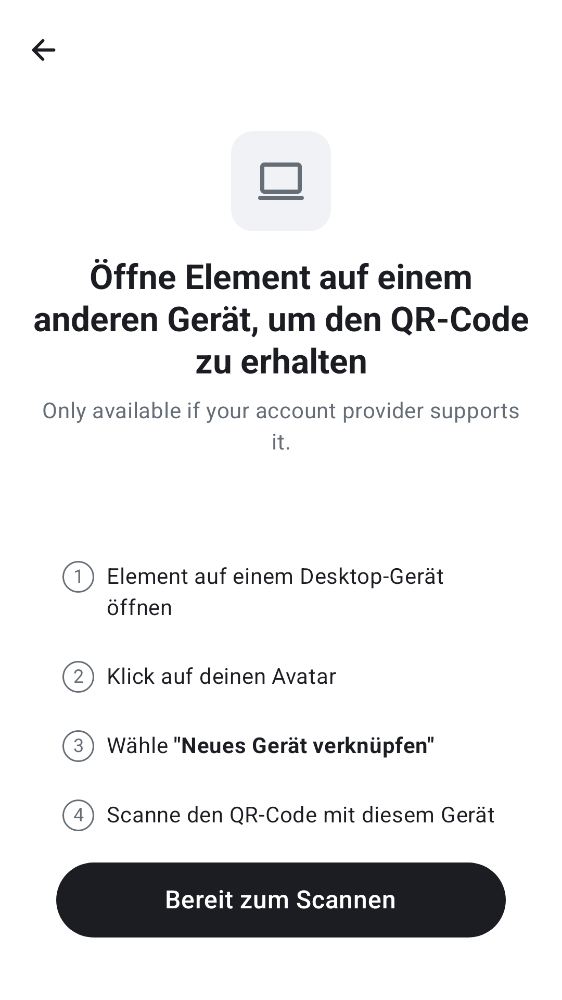 Öffne Element auf einem
anderen Gerät, um den QR-Code
zu erhalten
Only available if your account provider supports
it.
1 Element auf einem Desktop-Gerät
öffnen
2 Klick auf deinen Avatar
3 Wähle "Neues Gerät verknüpfen"
4 Scanne den QR-Code mit diesem Gerät
Bereit zum Scannen